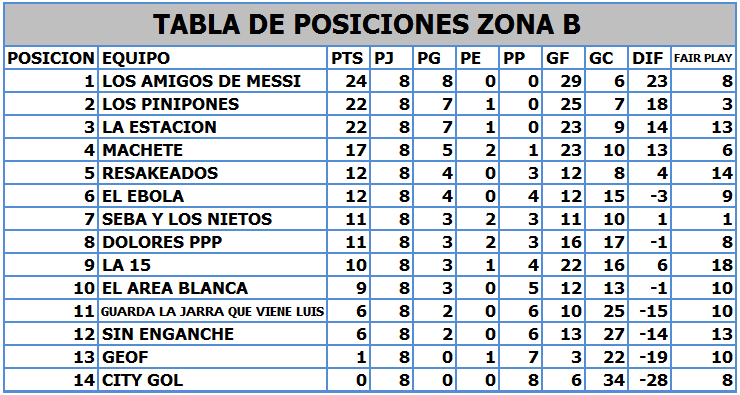 TABLA DE POSICIONES ZONA B
POSICION EQUIPO PTS PJ PG PE PP GF GC DIF FAIR PLAY
1 LOS AMIGOS DE MESSI 24 8 8 0 0 29 6 23 8
2 LOS PINIPONES 22 8 7 1 0 25 7 18 3
3 LA ESTACION 22 8 7 1 0 23 9 14 13
4 MACHETE 17 8 5 2 1 23 10 13 6
5 RESAKEADOS 12 8 4 0 3 12 8 4 14
6 EL EBOLA 12 8 4 0 4 12 15 -3 9
7 SEBA Y LOS NIETOS 11 8 3 2 3 11 10 1 1
8 DOLORES PPP 11 8 3 2 3 16 17 -1 8
9 LA 15 10 8 3 1 4 22 16 6 18
10 EL AREA BLANCA 9 8 3 0 5 12 13 -1 10
11 GUARDA LA JARRA QUE VIENE LUIS 6 8 2 0 6 10 25 -15 10
12 SIN ENGANCHE 6 8 2 0 6 13 27 -14 13
13 GEOF 1 8 0 1 7 3 22 -19 10
14 CITY GOL 0 8 0 0 8 6 34 -28 8